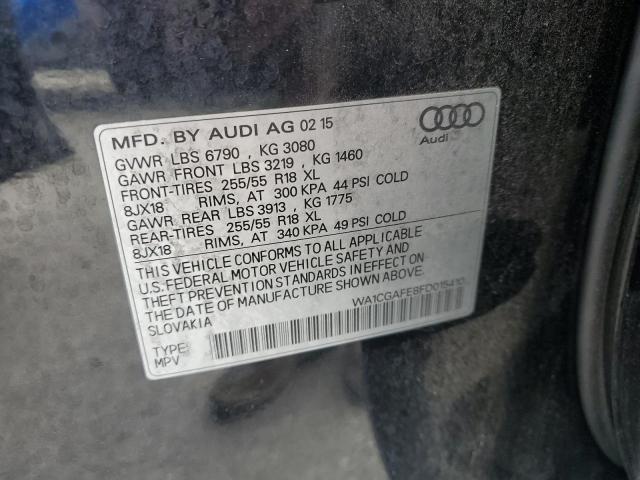 MFD. BY AUDI AG 02 15
Audi
GVWR LBS 6790 , KG 3080
GAWR FRONT LBS 3219 , KG 1460
FRONT-TIRES 255/55 R18 XL
8JX18 RIMS, AT 300 KPA 44 PSI COLD
GAWR REAR LBS 3913 , KG 1775
REAR-TIRES 255/55 R18 XL
8JX18 RIMS, AT 340 KPA 49 PSI COLD
THIS VEHICLE CONFORMS TO ALL APPLICABLE
U.S. FEDERAL MOTOR VEHICLE SAFETY AND
THEFT PREVENTION STANDARDS IN EFFECT ON
THE DATE OF MANUFACTURE SHOWN ABOVE.
SLOVAKIA
WA1CGAFE8FD015410
TYPE:
MPV